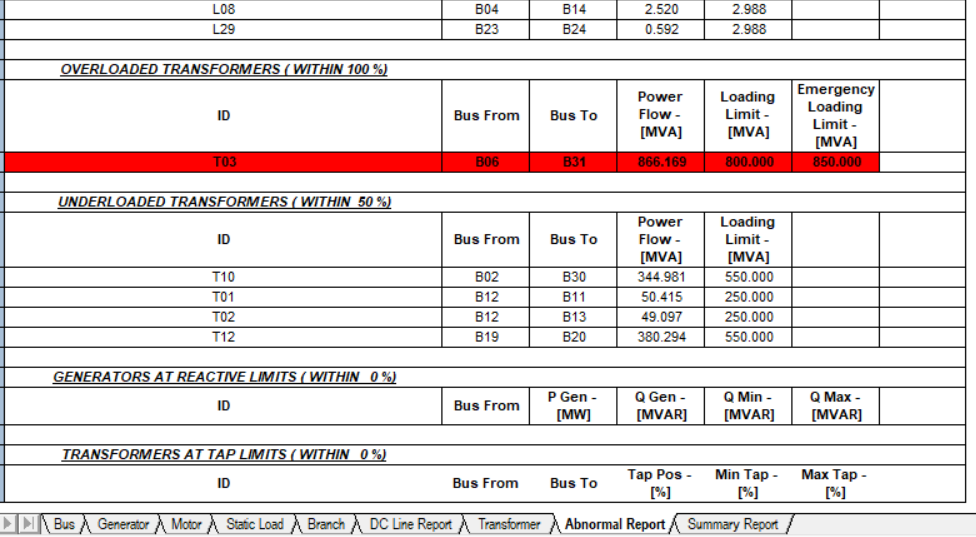 L08 B04 B14 2.520 2.988
L29 B23 B24 0.592 2.988
OVERLOADED TRANSFORMERS ( WITHIN 100 %)
ID Bus From Bus To Power Flow - [MVA] Loading Limit - [MVA] Emergency Loading Limit - [MVA]
T03 B06 B31 866.169 800.000 850.000
UNDERLOADED TRANSFORMERS ( WITHIN 50 %)
ID Bus From Bus To Power Flow - [MVA] Loading Limit - [MVA]
T10 B02 B30 344.981 550.000
T01 B12 B11 50.415 250.000
T02 B12 B13 49.097 250.000
T12 B19 B20 380.294 550.000
GENERATORS AT REACTIVE LIMITS ( WITHIN 0 %)
ID Bus From P Gen - [MW] Q Gen - [MVAR] Q Min - [MVAR] Q Max - [MVAR]
TRANSFORMERS AT TAP LIMITS ( WITHIN 0 %)
ID Bus From Bus To Tap Pos - [%] Min Tap - [%] Max Tap - [%]
Bus Generator Motor Static Load Branch DC Line Report Transformer Abnormal Report Summary Report